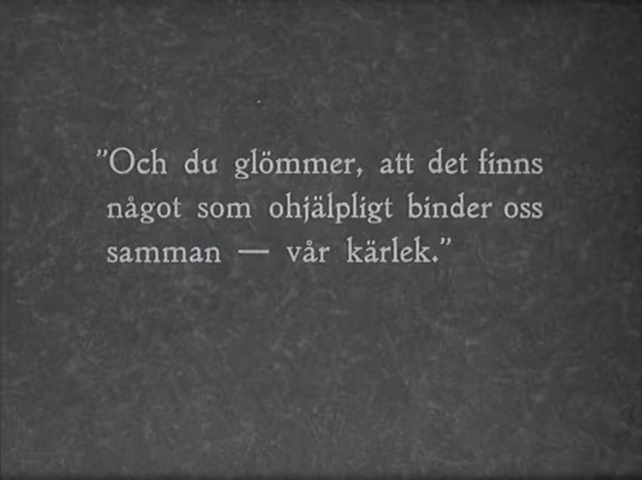 ”Och du glömmer, att det finns
något som ohjälpligt binder oss
samman — vår kärlek.”